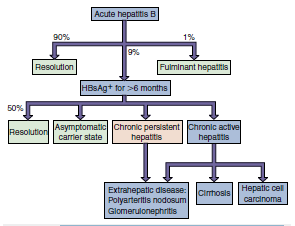 Acute hepatitis B
90%
1%
9%
Resolution
Fulminant hepatitis
HBsAg+ for >6 months
50%
Resolution
Asymptomatic
carrier state
Chronic persistent
hepatitis
Chronic active
hepatitis
Extrahepatic disease:
Polyarteritis nodosum
Glomerulonephritis
Cirrhosis
Hepatic cell
carcinoma